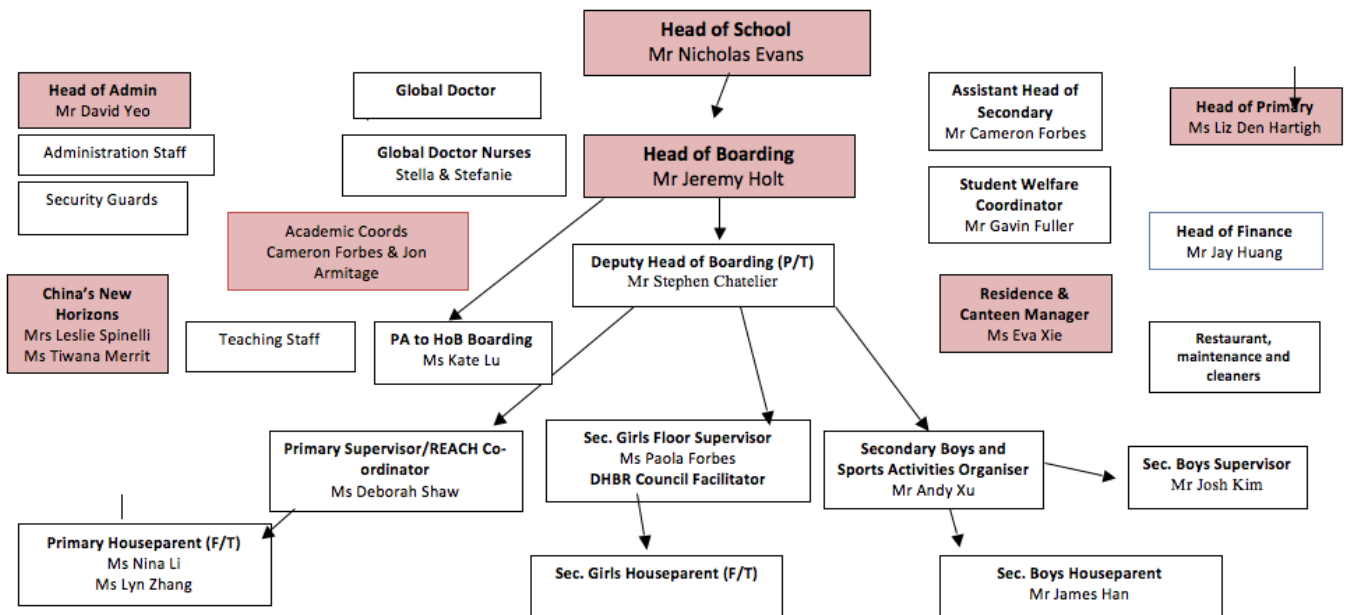 Head of School
Mr Nicholas Evans
Head of Admin
Mr David Yeo
Global Doctor
Assistant Head of
Secondary
Mr Cameron Forbes
Head of Primary
Ms Liz Den Hartigh
Administration Staff
Global Doctor Nurses
Stella & Stefanie
Head of Boarding
Mr Jeremy Holt
Security Guards
Student Welfare
Coordinator
Mr Gavin Fuller
Academic Coords
Cameron Forbes & Jon
Armitage
Deputy Head of Boarding (P/T)
Mr Stephen Chatelier
Head of Finance
Mr Jay Huang
China's New
Horizons
Mrs Leslie Spinelli
Ms Tiwana Merrit
Teaching Staff
PA to HoB Boarding
Ms Kate Lu
Residence &
Canteen Manager
Ms Eva Xie
Restaurant,
maintenance and
cleaners
Primary Supervisor/REACH Co-
ordinator
Ms Deborah Shaw
Sec. Girls Floor Supervisor
Ms Paola Forbes
DHBR Council Facilitator
Secondary Boys and
Sports Activities Organiser
Mr Andy Xu
Sec. Boys Supervisor
Mr Josh Kim
Primary Houseparent (F/T)
Ms Nina Li
Ms Lyn Zhang
Sec. Girls Houseparent (F/T)
Sec. Boys Houseparent
Mr James Han